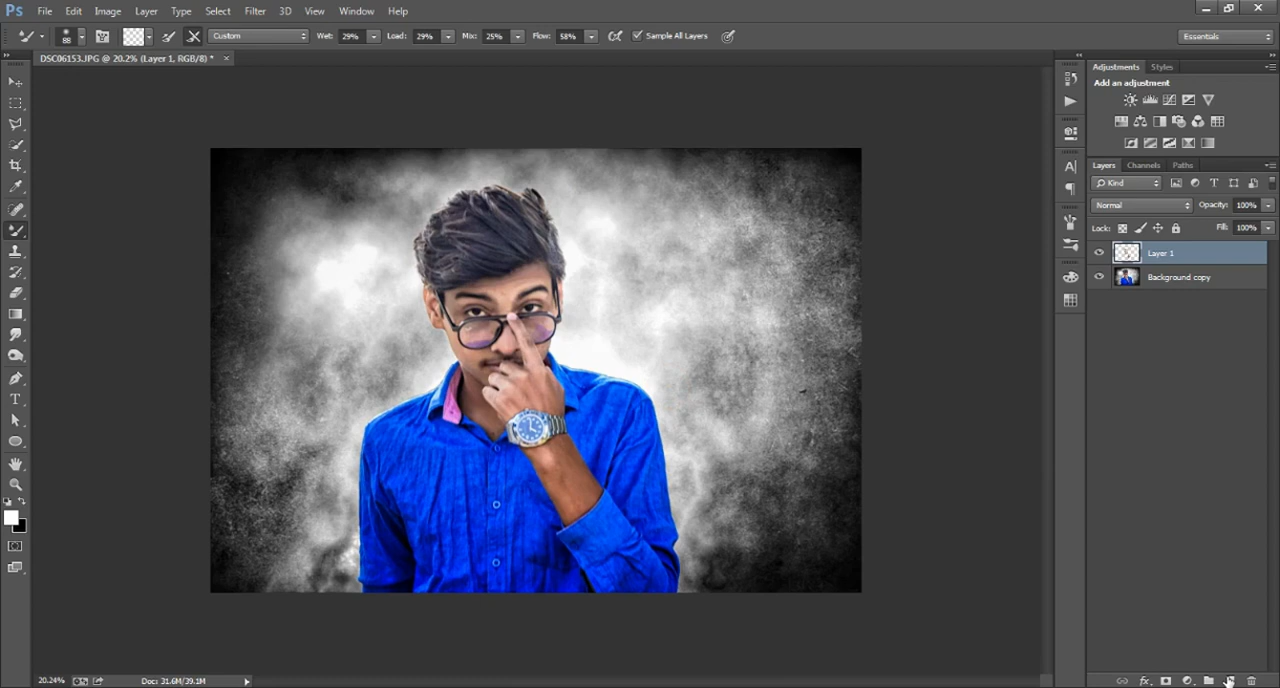 Ps File Edit Image Layer Type Select Filter 3D View Window Help
88 Custom Wet: 29% Load: 29% Mix: 25% Flow: 58% Sample All Layers Essentials
DSC06153.JPG @ 20.2% (Layer 1, RGB/8) * ×
Adjustments Styles
Add an adjustment
Layers Channels Paths
Kind
Normal Opacity: 100%
Lock: Fill: 100%
Layer 1
Background copy
20.24% Doc: 31.6M/39.1M